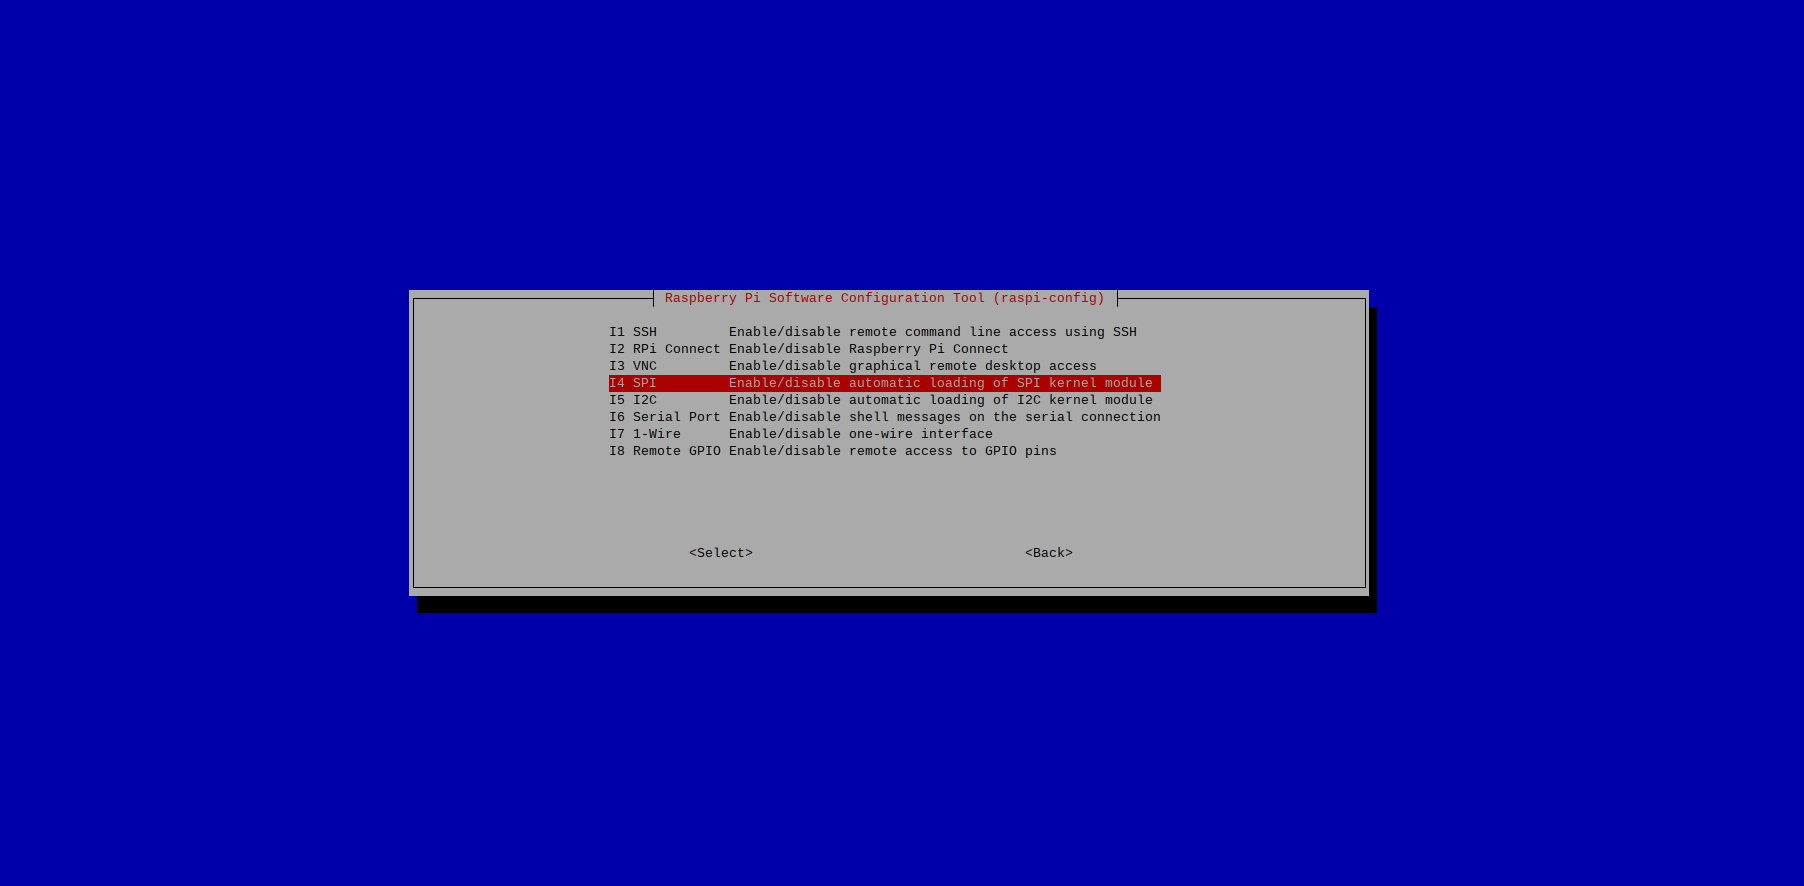 Raspberry Pi Software Configuration Tool (raspi-config)
I1 SSH Enable/disable remote command line access using SSH
I2 RPi Connect Enable/disable Raspberry Pi Connect
I3 VNC Enable/disable graphical remote desktop access
I4 SPI Enable/disable automatic loading of SPI kernel module
I5 I2C Enable/disable automatic loading of I2C kernel module
I6 Serial Port Enable/disable shell messages on the serial connection
I7 1-Wire Enable/disable one-wire interface
I8 Remote GPIO Enable/disable remote access to GPIO pins
<Select> <Back>